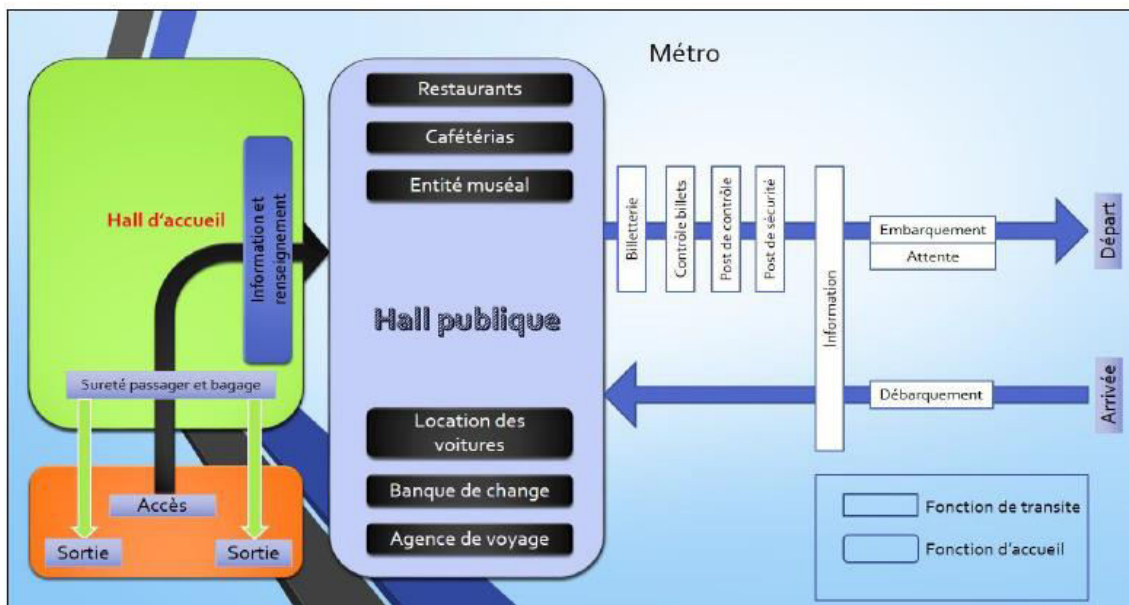 Métro
Restaurants
Cafétérias
Entité muséal
Hall d'accueil
Information et
renseignement
Hall publique
Billetterie
Contrôle billets
Post de contrôle
Post de sécurité
Information
Embarquement
Attente
Départ
Sureté passager et bagage
Débarquement
Arrivée
Location des
voitures
Banque de change
Agence de voyage
Accès
Sortie
Sortie
Fonction de transite
Fonction d'accueil